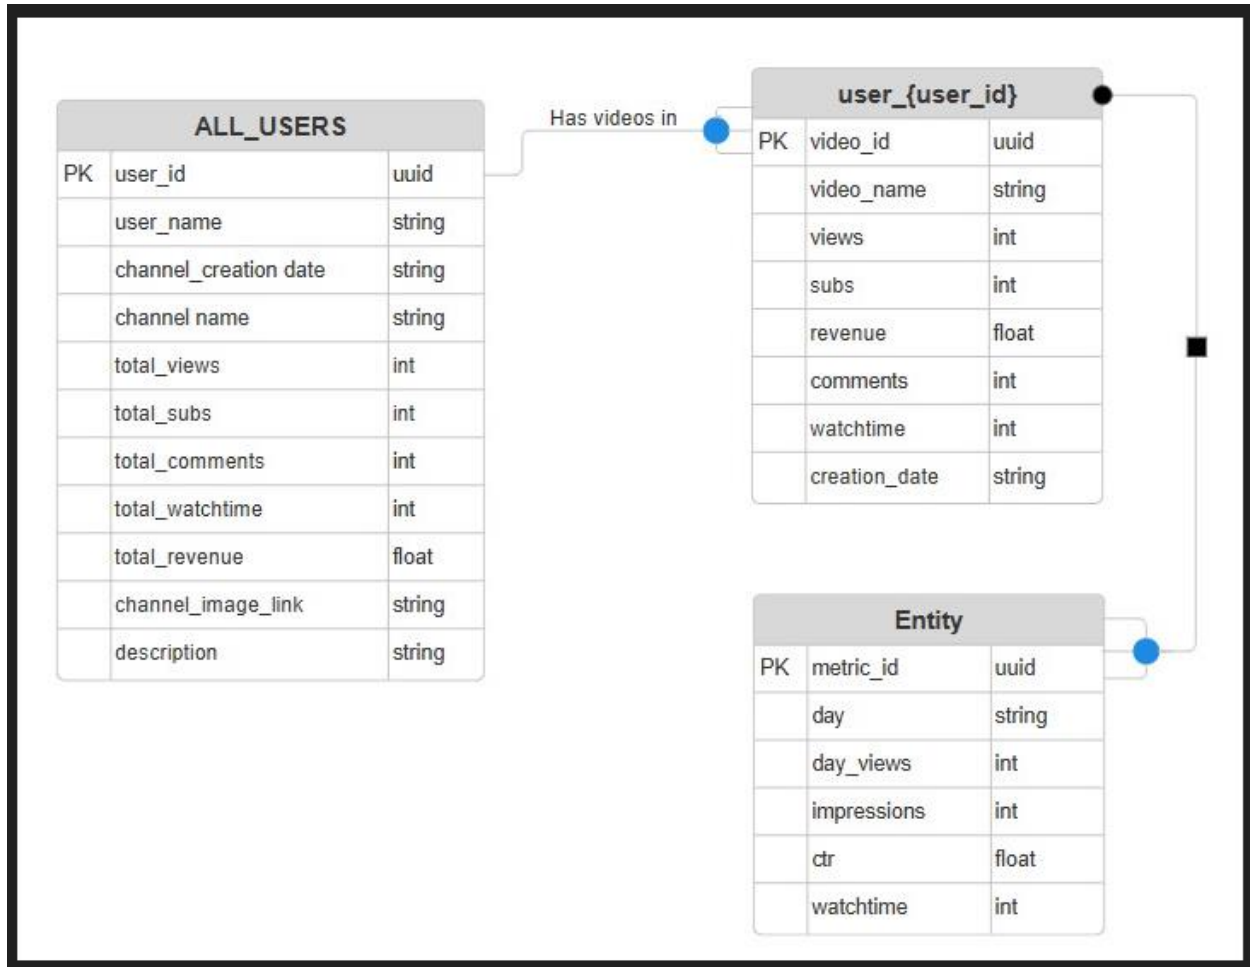 ALL_USERS
PK user_id uuid
user_name string
channel_creation date string
channel name string
total_views int
total_subs int
total_comments int
total_watchtime int
total_revenue float
channel_image_link string
description string
Has videos in
user_{user_id}
PK video_id uuid
video_name string
views int
subs int
revenue float
comments int
watchtime int
creation_date string
Entity
PK metric_id uuid
day string
day_views int
impressions int
ctr float
watchtime int